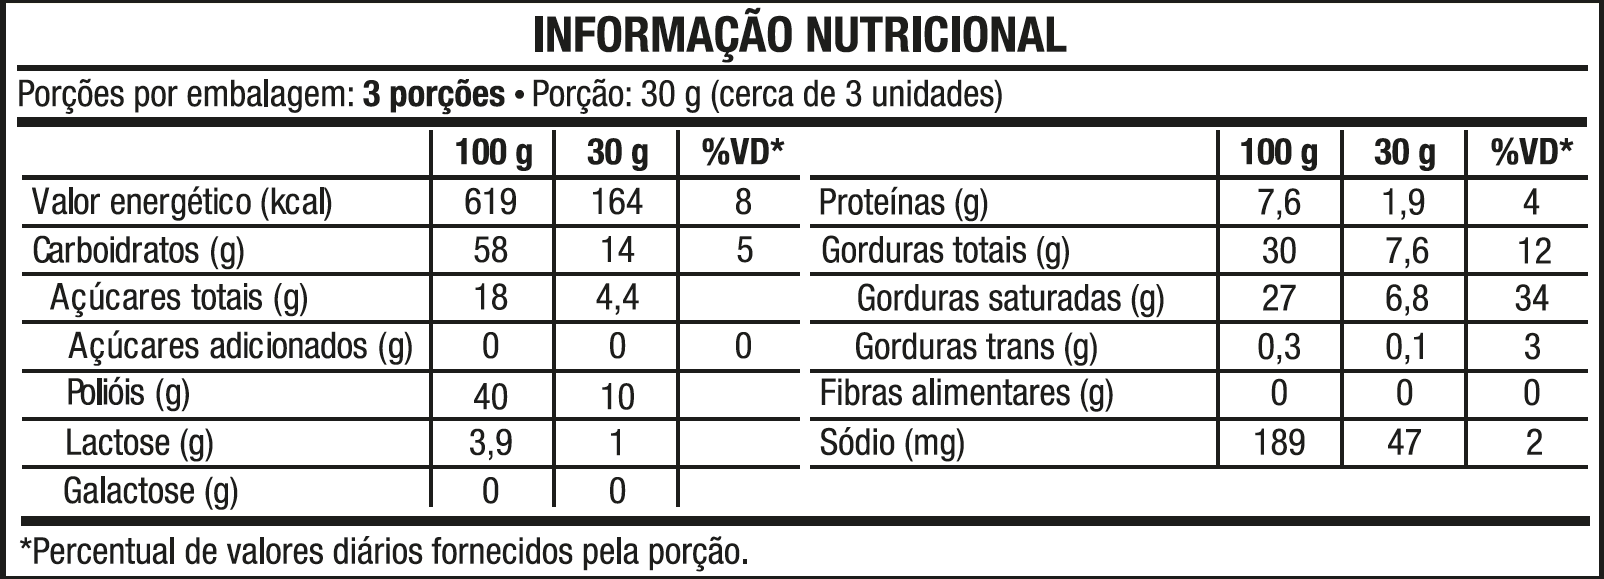 INFORMAÇÃO NUTRICIONAL
Porções por embalagem: 3 porções • Porção: 30 g (cerca de 3 unidades)
100 g 30 g %VD*
Valor energético (kcal) 619 164 8
Carboidratos (g) 58 14 5
Açúcares totais (g) 18 4,4
Açúcares adicionados (g) 0 0 0
Polióis (g) 40 10
Lactose (g) 3,9 1
Galactose (g) 0 0
100 g 30 g %VD*
Proteínas (g) 7,6 1,9 4
Gorduras totais (g) 30 7,6 12
Gorduras saturadas (g) 27 6,8 34
Gorduras trans (g) 0,3 0,1 3
Fibras alimentares (g) 0 0 0
Sódio (mg) 189 47 2
*Percentual de valores diários fornecidos pela porção.